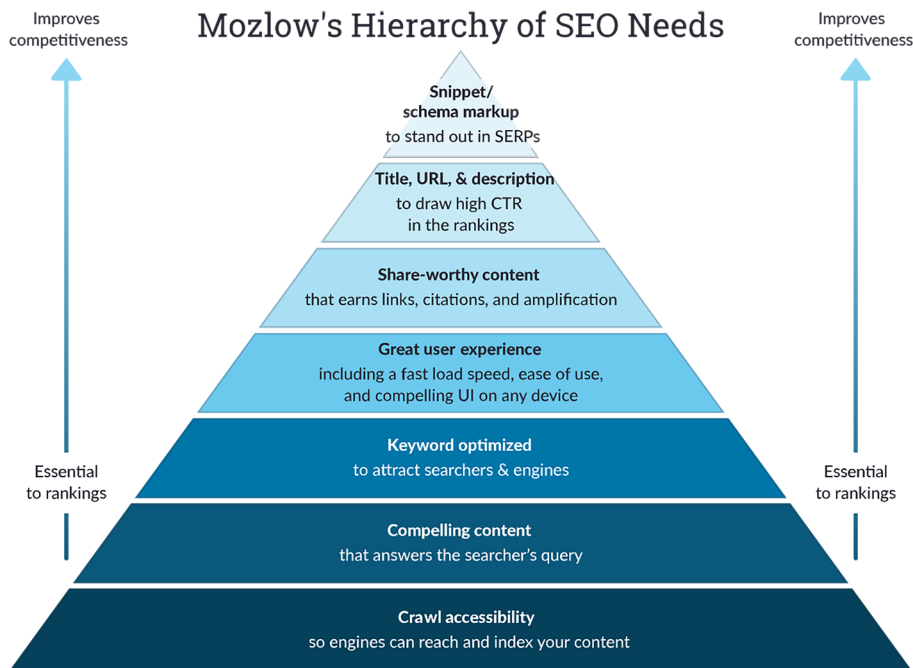 Mozlow's Hierarchy of SEO Needs
Improves
competitiveness
Improves
competitiveness
Snippet/
schema markup
to stand out in SERPs
Title, URL, & description
to draw high CTR
in the rankings
Share-worthy content
that earns links, citations, and amplification
Great user experience
including a fast load speed, ease of use,
and compelling UI on any device
Keyword optimized
to attract searchers & engines
Essential
to rankings
Essential
to rankings
Compelling content
that answers the searcher's query
Crawl accessibility
so engines can reach and index your content